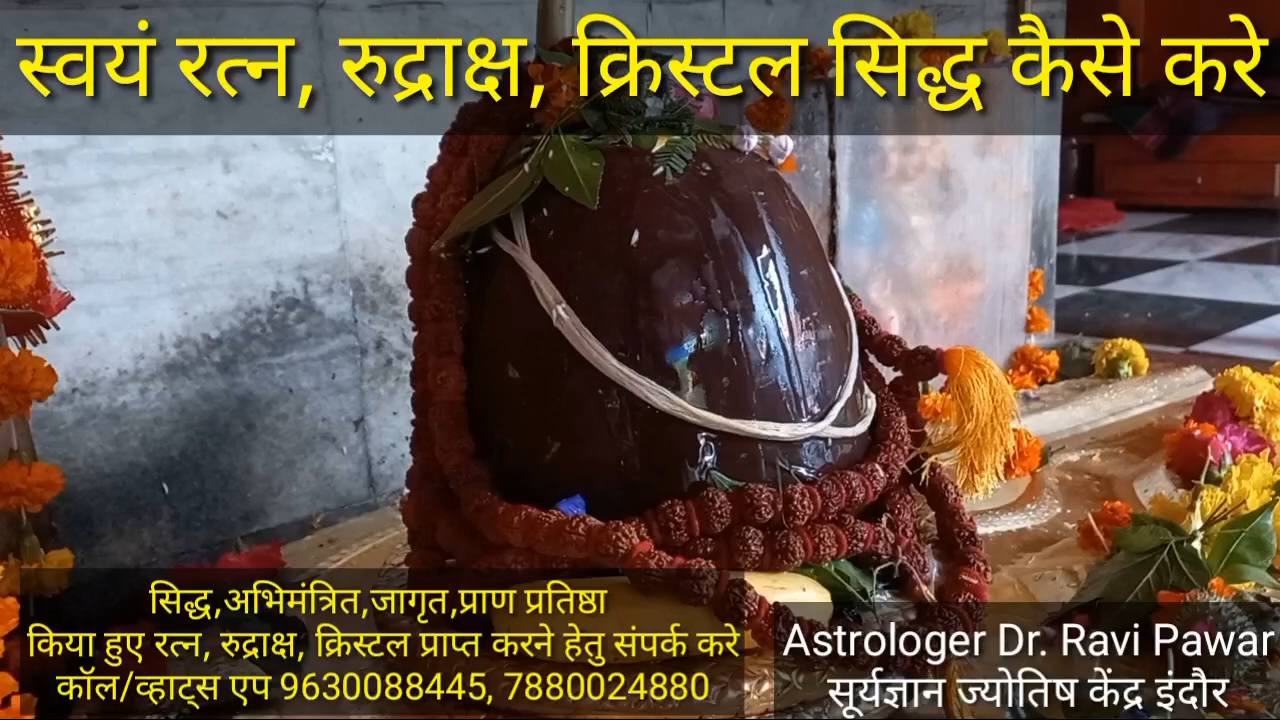 स्वयं रत्न, रुद्राक्ष, क्रिस्टल सिद्ध कैसे करे
सिद्ध,अभिमंत्रित,जागृत,प्राण प्रतिष्ठा
किया हुए रत्न, रुद्राक्ष, क्रिस्टल प्राप्त करने हेतु संपर्क करे
कॉल/व्हाट्स एप 9630088445, 7880024880
Astrologer Dr. Ravi Pawar
सूर्यज्ञान ज्योतिष केंद्र इंदौर